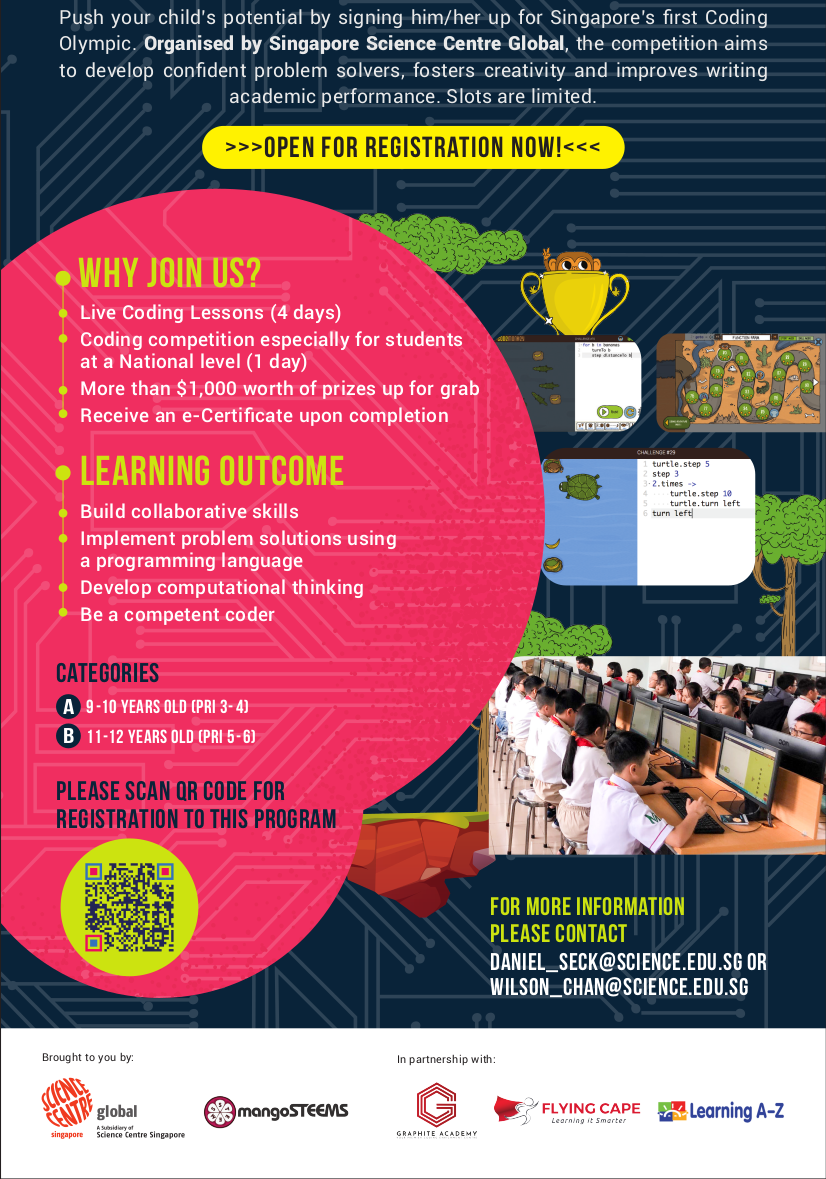 Push your child's potential by signing him/her up for Singapore's first Coding
Olympic. Organised by Singapore Science Centre Global, the competition aims
to develop confident problem solvers, fosters creativity and improves writing
academic performance. Slots are limited.
>>>OPEN FOR REGISTRATION NOW!<<<
WHY JOIN US?
Live Coding Lessons (4 days)
Coding competition especially for students
at a National level (1 day)
More than $1,000 worth of prizes up for grab
Receive an e-Certificate upon completion
for b in bananas
turnTo b
step distanceTo b
LEARNING OUTCOME
Build collaborative skills
Implement problem solutions using
a programming language
Develop computational thinking
Be a competent coder
CHALLENGE #29
1 turtle.step 5
2 step 3
3 2.times ->
4 turtle.step 10
5 turtle.turn left
6 turn left
CATEGORIES
A 9-10 YEARS OLD (PRI 3-4)
B 11-12 YEARS OLD (PRI 5-6)
PLEASE SCAN QR CODE FOR
REGISTRATION TO THIS PROGRAM
FOR MORE INFORMATION
PLEASE CONTACT
DANIEL_SECK@SCIENCE.EDU.SG OR
WILSON_CHAN@SCIENCE.EDU.SG
Brought to you by:
SCIENCE CENTRE singapore
global
A Subsidiary of
Science Centre Singapore
mangoSTEEMS
In partnership with:
GRAPHITE ACADEMY
FLYING CAPE
Learning it Smarter
Learning A-Z